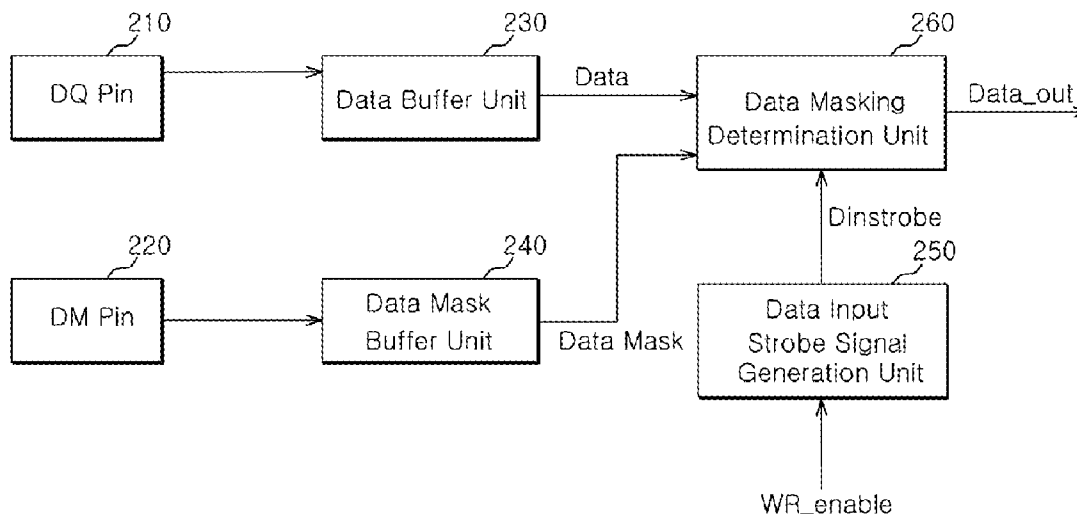 210
DQ Pin
230
Data Buffer Unit
Data
260
Data Masking
Determination Unit
Data_out
220
DM Pin
240
Data Mask
Buffer Unit
Data Mask
Dinstrobe
250
Data Input
Strobe Signal
Generation Unit
WR_enable